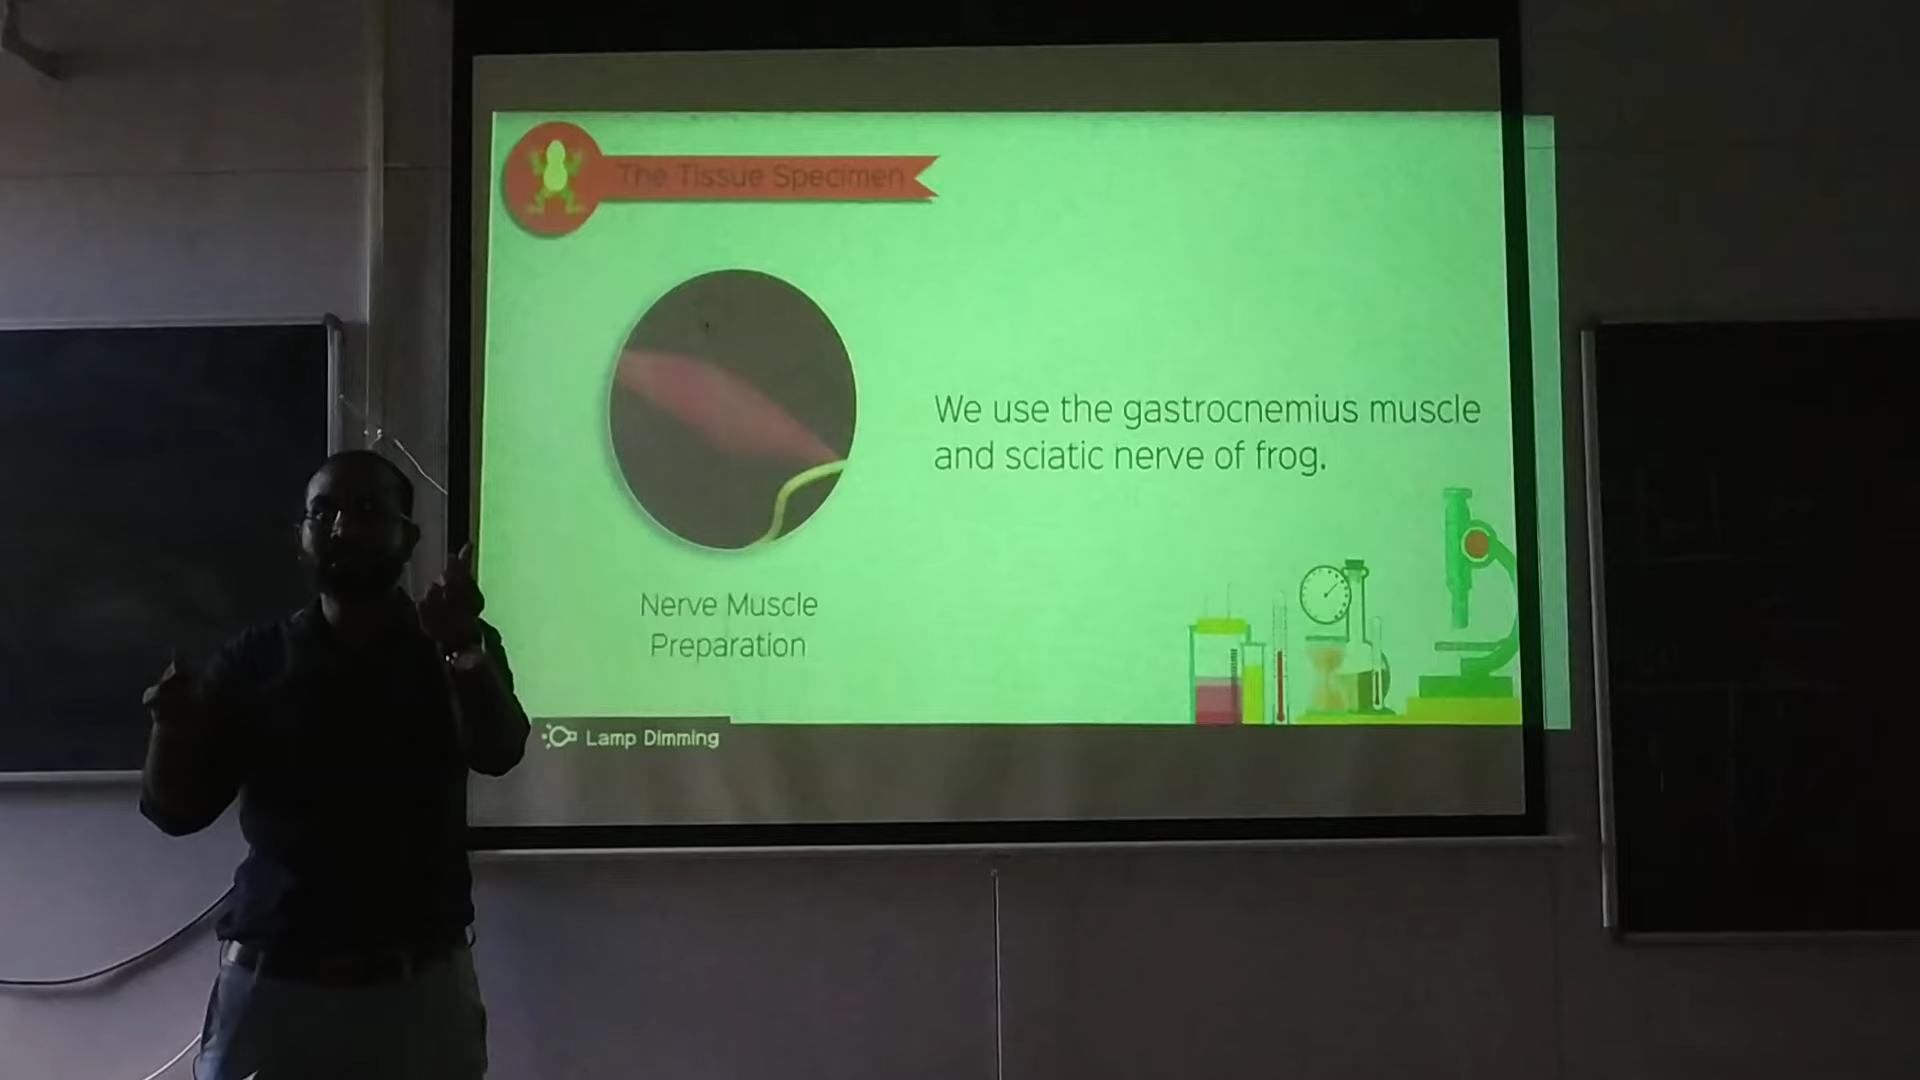 The Tissue Specimen
We use the gastrocnemius muscle
and sciatic nerve of frog.
Nerve Muscle
Preparation
Lamp Dimming